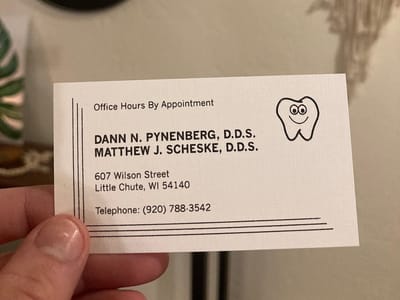 Office Hours By Appointment
DANN N. PYNENBERG, D.D.S.
MATTHEW J. SCHESKE, D.D.S.
607 Wilson Street
Little Chute, WI 54140
Telephone: (920) 788-3542